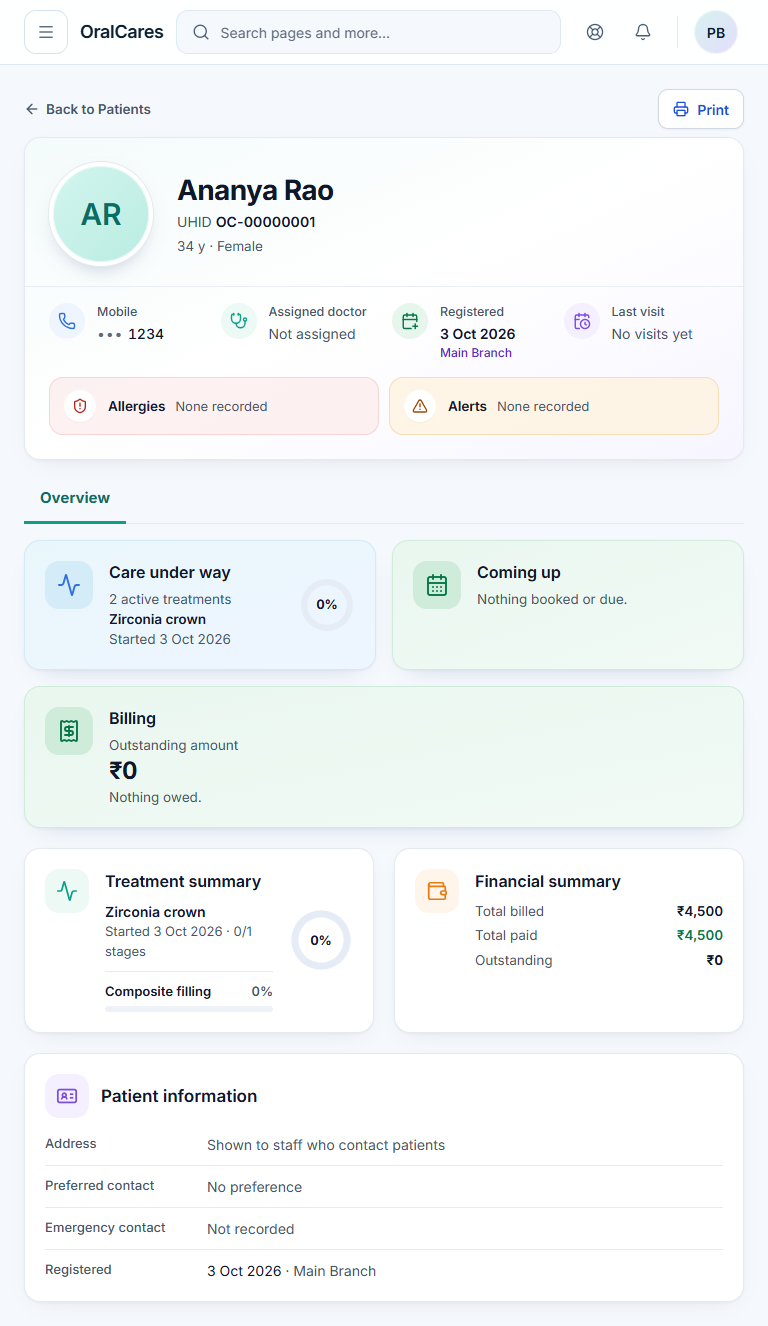 OralCares
Search pages and more...
PB
Back to Patients
Print
AR
Ananya Rao
UHID OC-00000001
34 y · Female
Mobile
••• 1234
Assigned doctor
Not assigned
Registered
3 Oct 2026
Main Branch
Last visit
No visits yet
Allergies None recorded
Alerts None recorded
Overview
Care under way
2 active treatments
Zirconia crown
Started 3 Oct 2026
0%
Coming up
Nothing booked or due.
Billing
Outstanding amount
₹0
Nothing owed.
Treatment summary
Zirconia crown
Started 3 Oct 2026 · 0/1
stages
0%
Composite filling 0%
Financial summary
Total billed ₹4,500
Total paid ₹4,500
Outstanding ₹0
Patient information
Address Shown to staff who contact patients
Preferred contact No preference
Emergency contact Not recorded
Registered 3 Oct 2026 · Main Branch